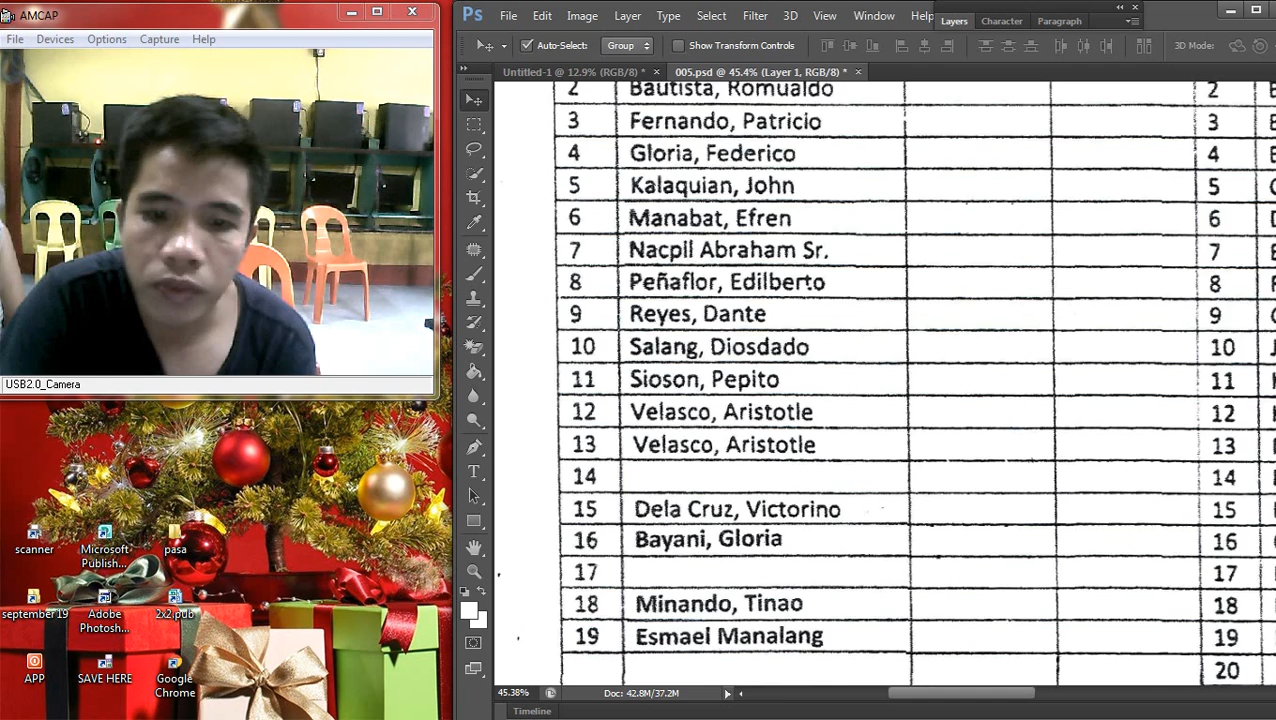 AMCAP
File Devices Options Capture Help
USB2.0_Camera
scanner
Microsoft Publish...
pasa
september19
Adobe Photosh...
2x2.pub
APP
SAVE HERE
Google Chrome
Ps File Edit Image Layer Type Select Filter 3D View Window Help
Layers Character Paragraph
Auto-Select: Group Show Transform Controls 3D Mode:
Untitled-1 @ 12.9% (RGB/8) * × 005.psd @ 45.4% (Layer 1, RGB/8) * ×
2 Bautista, Romualdo 2
3 Fernando, Patricio 3
4 Gloria, Federico 4
5 Kalaquian, John 5
6 Manabat, Efren 6
7 Nacpil Abraham Sr. 7
8 Peñaflor, Edilberto 8
9 Reyes, Dante 9
10 Salang, Diosdado 10
11 Sioson, Pepito 11
12 Velasco, Aristotle 12
13 Velasco, Aristotle 13
14 14
15 Dela Cruz, Victorino 15
16 Bayani, Gloria 16
17 17
18 Minando, Tinao 18
19 Esmael Manalang 19
20
45.38% Doc: 42.8M/37.2M
Timeline